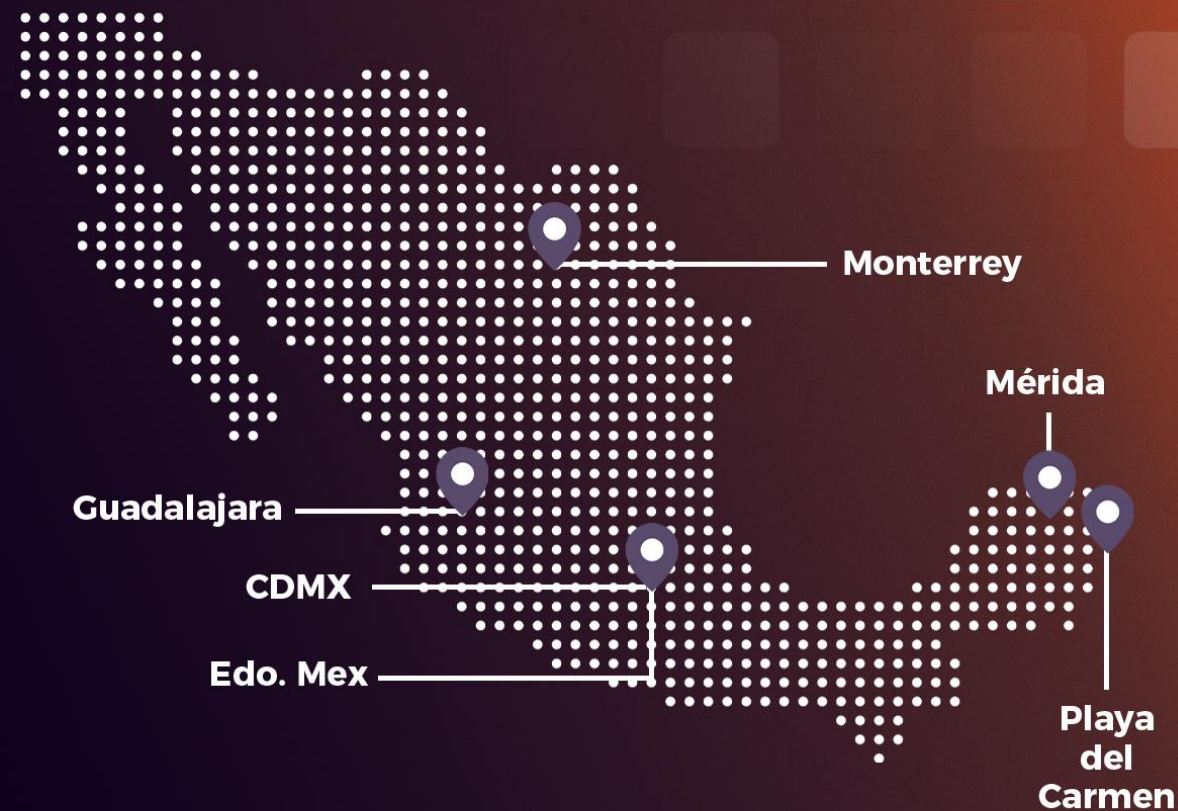 Monterrey
Mérida
Guadalajara
CDMX
Edo. Mex
Playa
del
Carmen